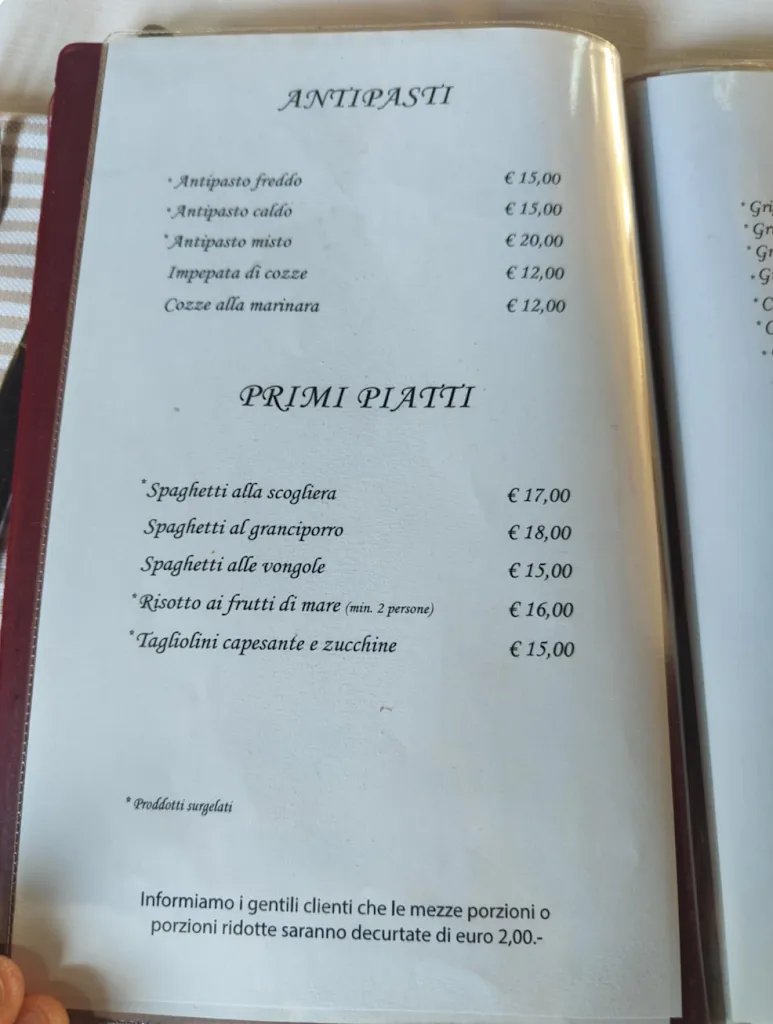 ANTIPASTI
* Antipasto freddo € 15,00
* Antipasto caldo € 15,00
* Antipasto misto € 20,00
Impepata di cozze € 12,00
Cozze alla marinara € 12,00
PRIMI PIATTI
* Spaghetti alla scogliera € 17,00
Spaghetti al granciporro € 18,00
Spaghetti alle vongole € 15,00
* Risotto ai frutti di mare (min. 2 persone) € 16,00
* Tagliolini capesante e zucchine € 15,00
* Proddotti surgelati
Informiamo i gentili clienti che le mezze porzioni o
porzioni ridotte saranno decurtate di euro 2,00.-